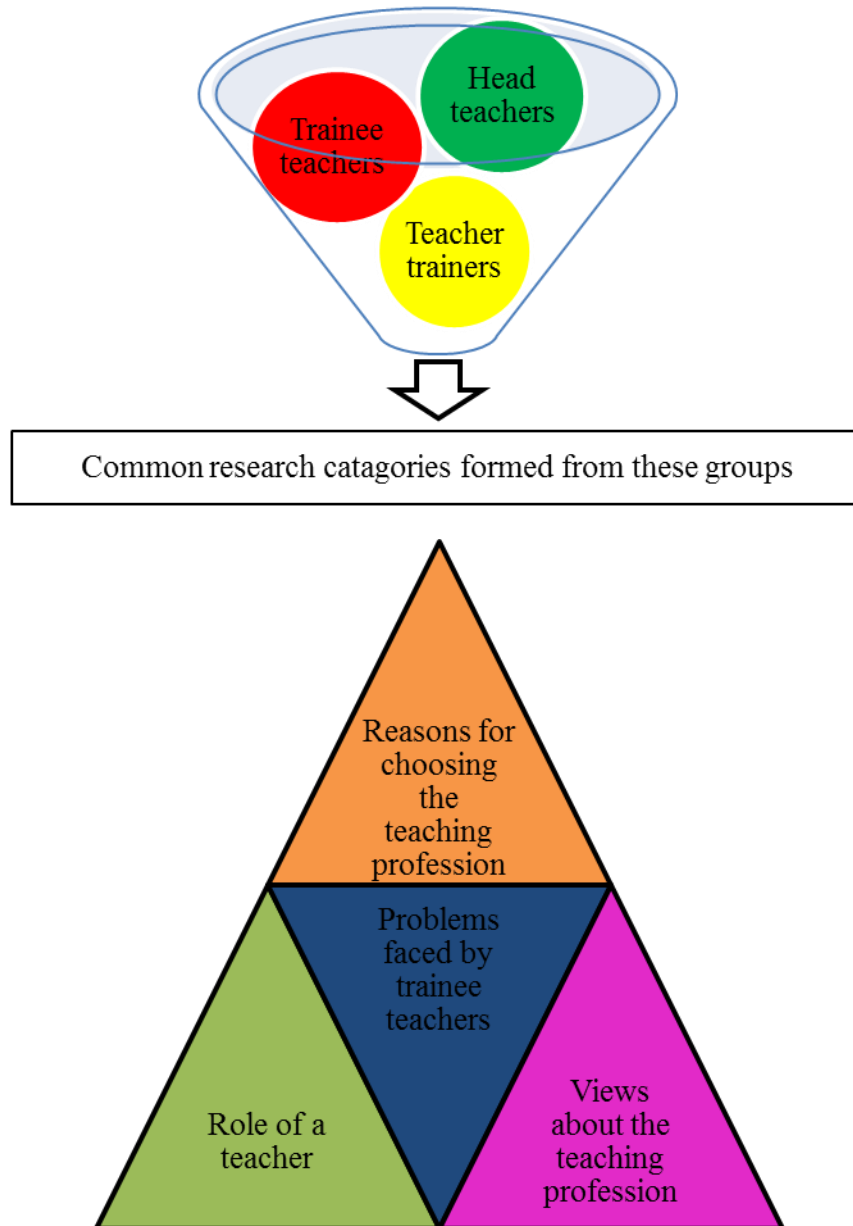 Head
teachers
Trainee
teachers
Teacher
trainers
Common research catagories formed from these groups
Reasons for
choosing
the
teaching
profession
Problems
faced by
trainee
teachers
Role of a
teacher
Views
about the
teaching
profession